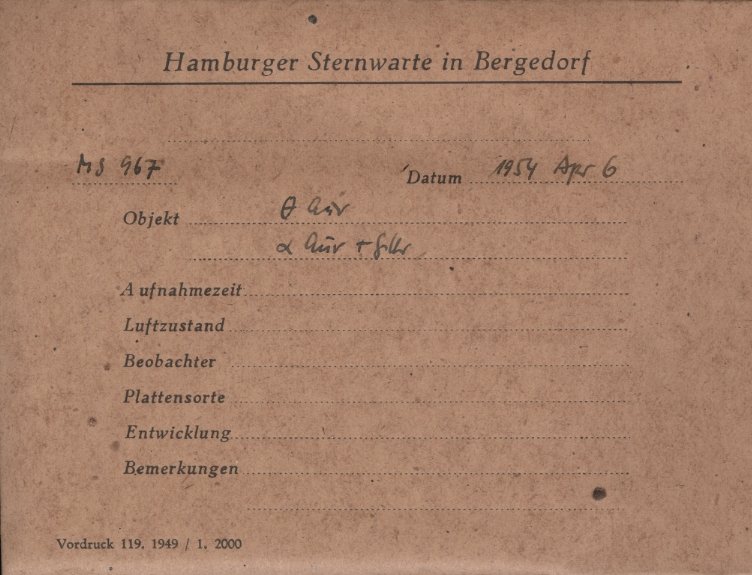 Hamburger Sternwarte in Bergedorf
MS 967 Datum 1954 Apr 6
Objekt θ Aur
α Aur +
Aufnahmezeit
Luftzustand
Beobachter
Plattensorte
Entwicklung
Bemerkungen
Vordruck 119. 1949 / 1. 2000